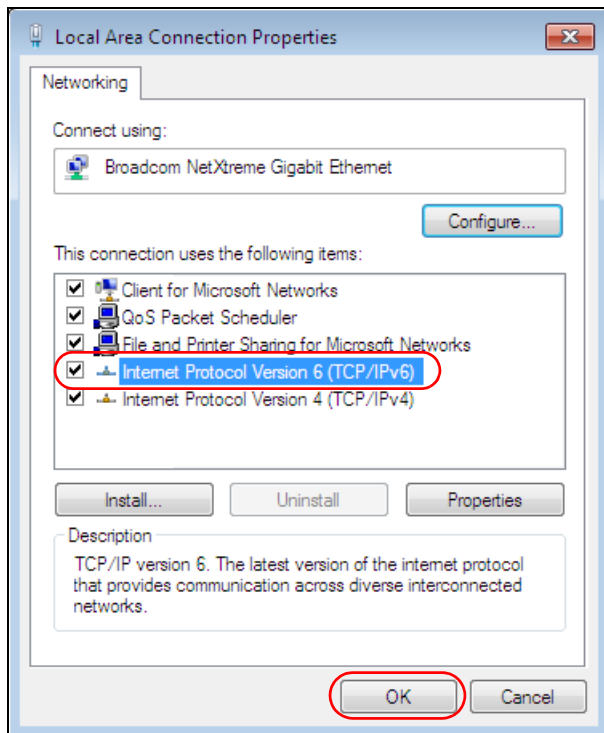 Local Area Connection Properties
Networking
Connect using:
Broadcom NetXtreme Gigabit Ethernet
Configure...
This connection uses the following items:
Client for Microsoft Networks
QoS Packet Scheduler
File and Printer Sharing for Microsoft Networks
Internet Protocol Version 6 (TCP/IPv6)
Internet Protocol Version 4 (TCP/IPv4)
Install...
Uninstall
Properties
Description
TCP/IP version 6. The latest version of the internet protocol
that provides communication across diverse interconnected
networks.
OK
Cancel